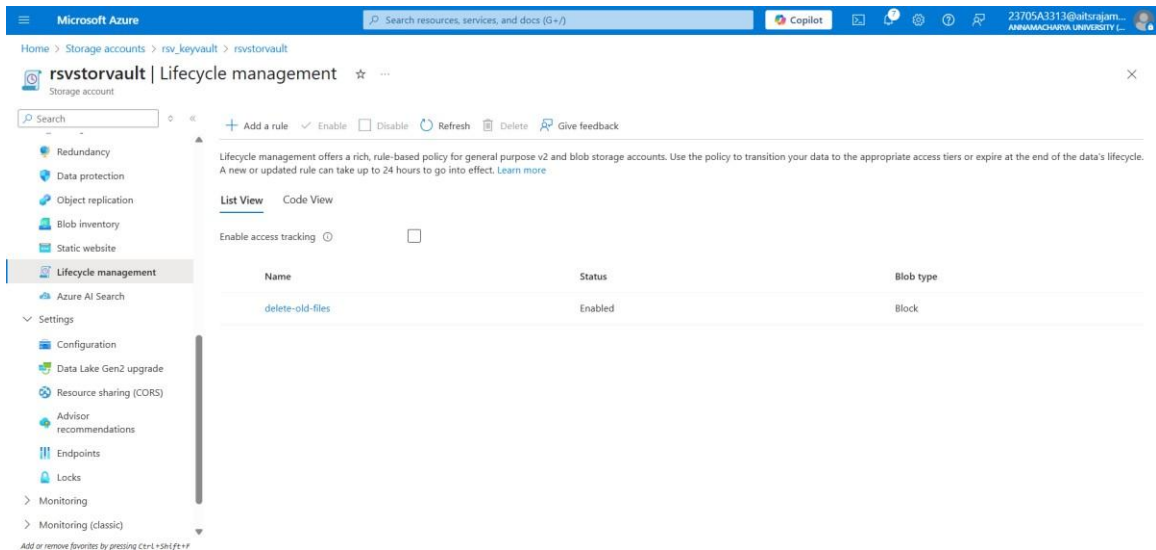 Microsoft Azure
Search resources, services, and docs (G+/)
Copilot
7
23705A3313@aitsrajam...
ANNAMACHARYA UNIVERSITY (...
Home > Storage accounts > rsv_keyvault > rsvstorvault
rsvstorvault | Lifecycle management
Storage account
Search
Add a rule Enable Disable Refresh Delete Give feedback
Redundancy
Data protection
Object replication
Blob inventory
Static website
Lifecycle management
Azure AI Search
Settings
Configuration
Data Lake Gen2 upgrade
Resource sharing (CORS)
Advisor
recommendations
Endpoints
Locks
Monitoring
Monitoring (classic)
Add or remove favorites by pressing Ctrl+Shift+F
Lifecycle management offers a rich, rule-based policy for general purpose v2 and blob storage accounts. Use the policy to transition your data to the appropriate access tiers or expire at the end of the data's lifecycle.
A new or updated rule can take up to 24 hours to go into effect. Learn more
List View Code View
Enable access tracking
Name Status Blob type
delete-old-files Enabled Block